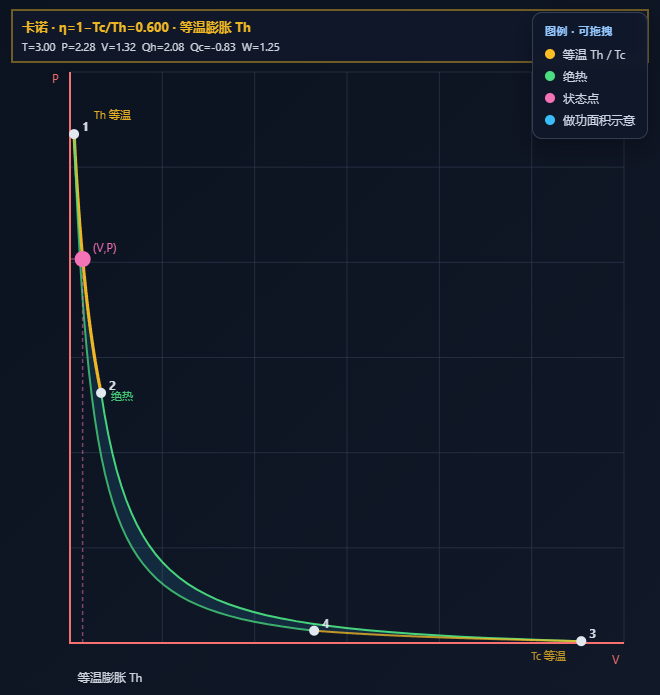 卡诺 · η=1−Tc/Th=0.600 · 等温膨胀 Th
T=3.00 P=2.28 V=1.32 Qh=2.08 Qc=-0.83 W=1.25
图例 · 可拖拽
等温 Th / Tc
绝热
状态点
做功面积示意
P
Th 等温
1
(V,P)
2
绝热
4
3
Tc 等温
V
等温膨胀 Th